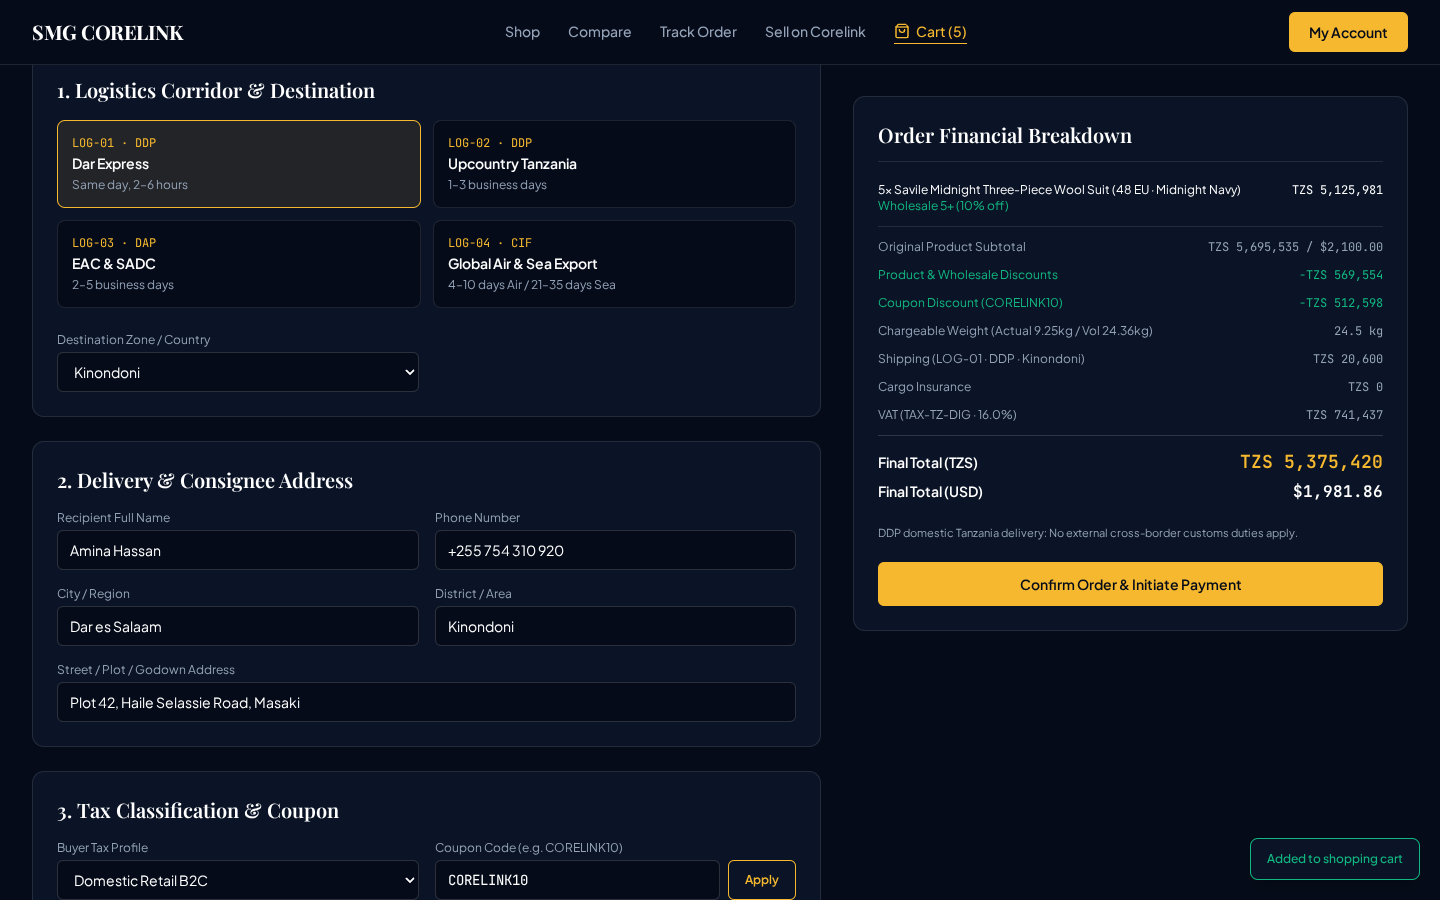 SMG CORELINK
Shop
Compare
Track Order
Sell on Corelink
Cart (5)
My Account
1. Logistics Corridor & Destination
LOG-01 · DDP
Dar Express
Same day, 2–6 hours
LOG-02 · DDP
Upcountry Tanzania
1–3 business days
LOG-03 · DAP
EAC & SADC
2–5 business days
LOG-04 · CIF
Global Air & Sea Export
4–10 days Air / 21–35 days Sea
Destination Zone / Country
Kinondoni
2. Delivery & Consignee Address
Recipient Full Name
Amina Hassan
Phone Number
+255 754 310 920
City / Region
Dar es Salaam
District / Area
Kinondoni
Street / Plot / Godown Address
Plot 42, Haile Selassie Road, Masaki
3. Tax Classification & Coupon
Buyer Tax Profile
Domestic Retail B2C
Coupon Code (e.g. CORELINK10)
CORELINK10
Apply
Order Financial Breakdown
5× Savile Midnight Three-Piece Wool Suit (48 EU · Midnight Navy) TZS 5,125,981
Wholesale 5+ (10% off)
Original Product Subtotal TZS 5,695,535 / $2,100.00
Product & Wholesale Discounts -TZS 569,554
Coupon Discount (CORELINK10) -TZS 512,598
Chargeable Weight (Actual 9.25kg / Vol 24.36kg) 24.5 kg
Shipping (LOG-01 · DDP · Kinondoni) TZS 20,600
Cargo Insurance TZS 0
VAT (TAX-TZ-DIG · 16.0%) TZS 741,437
Final Total (TZS) TZS 5,375,420
Final Total (USD) $1,981.86
DDP domestic Tanzania delivery: No external cross-border customs duties apply.
Confirm Order & Initiate Payment
Added to shopping cart